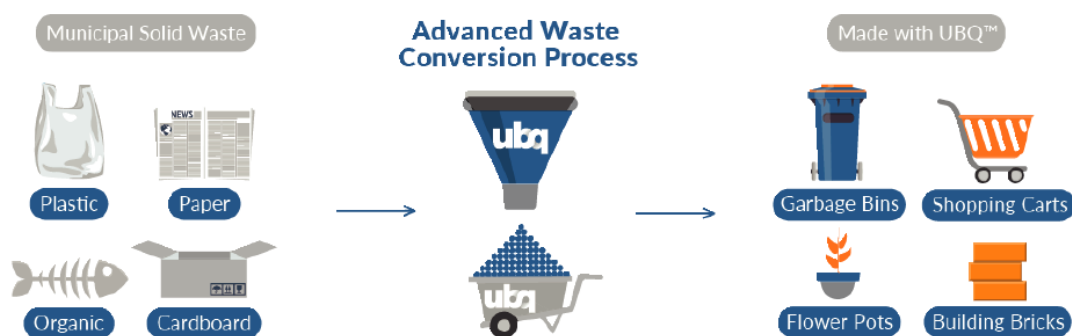 Municipal Solid Waste
Advanced Waste
Conversion Process
Made with UBQ™
NEWS
ubq
Plastic
Paper
Garbage Bins
Shopping Carts
ubq
Organic
Cardboard
Flower Pots
Building Bricks